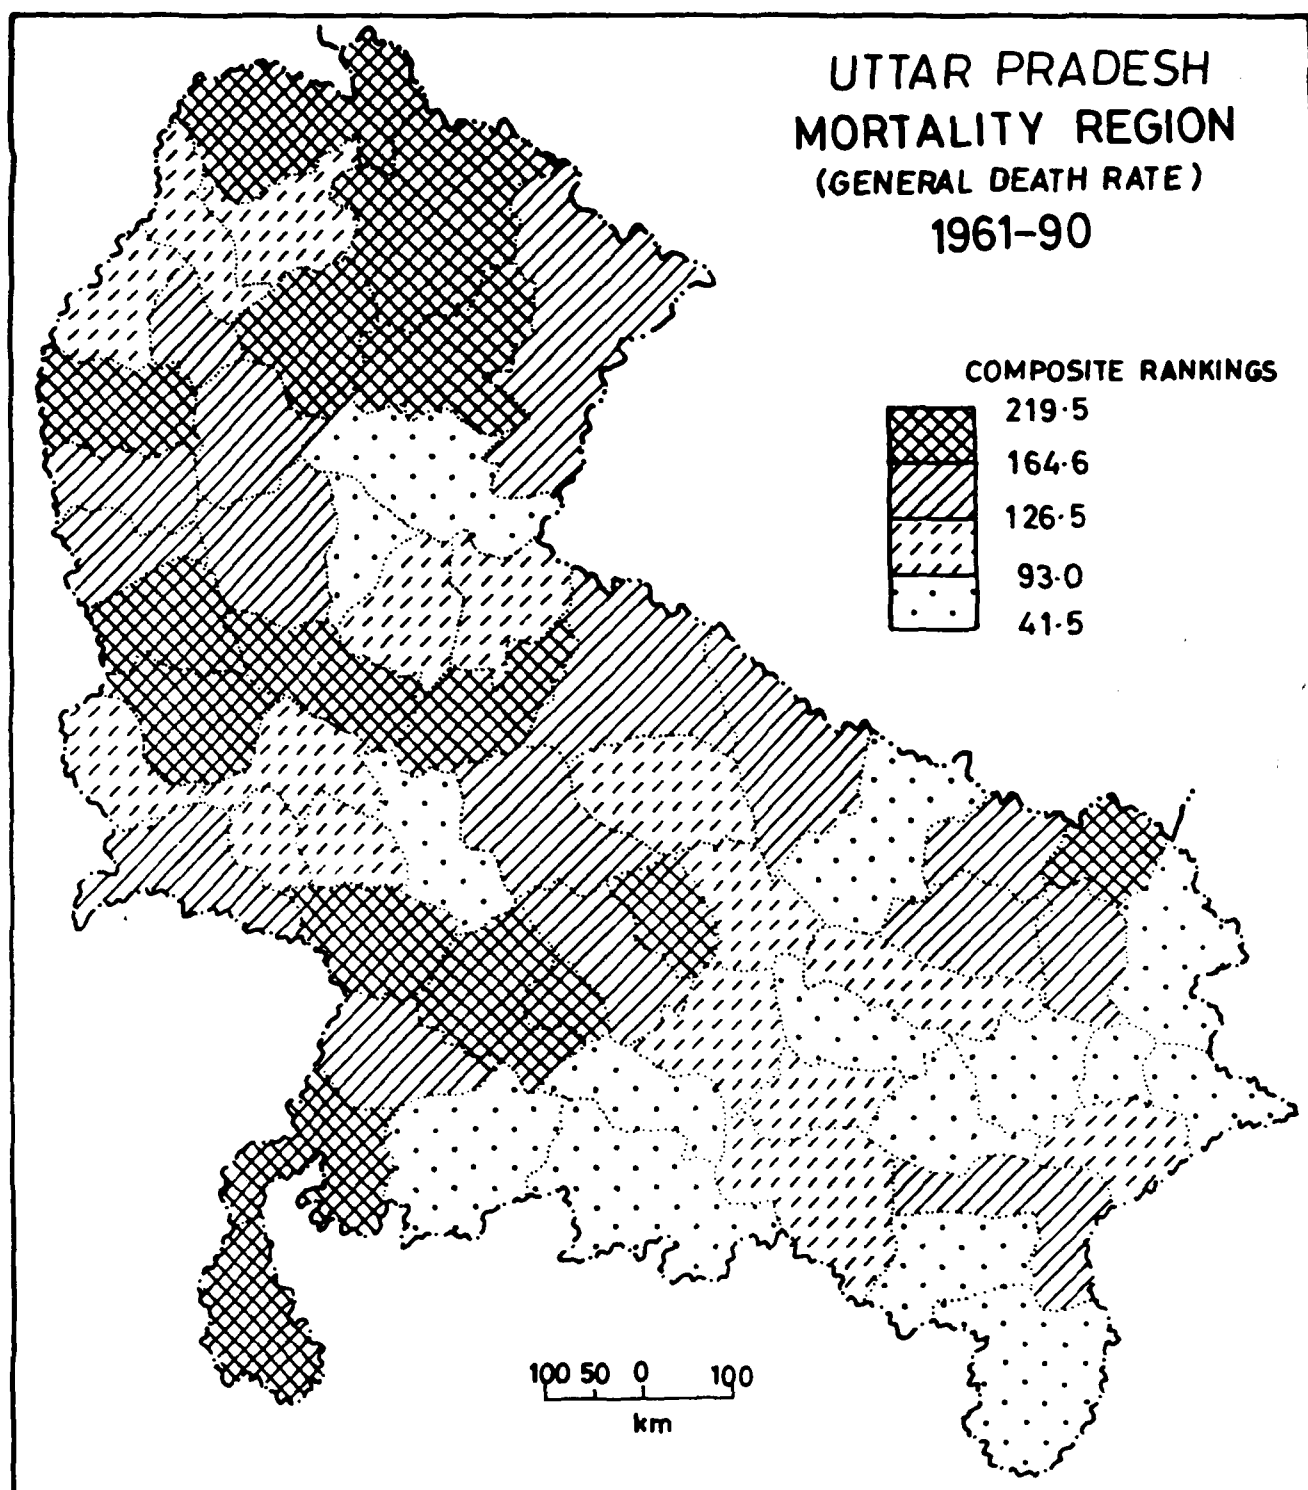 UTTAR PRADESH
MORTALITY REGION
(GENERAL DEATH RATE)
1961-90
COMPOSITE RANKINGS
219·5
164·6
126·5
93·0
41·5
100 50 0 100
km